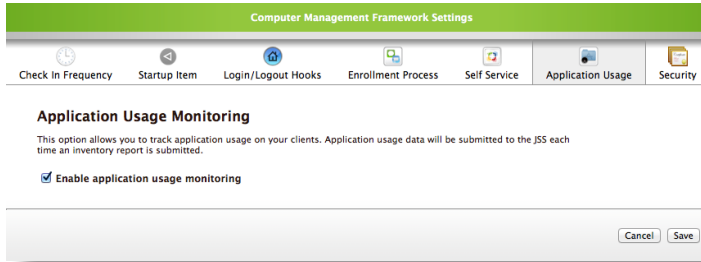 Computer Management Framework Settings
Check In Frequency
Startup Item
Login/Logout Hooks
Enrollment Process
Self Service
Application Usage
Security
Application Usage Monitoring
This option allows you to track application usage on your clients. Application usage data will be submitted to the JSS each
time an inventory report is submitted.
Enable application usage monitoring
Cancel
Save